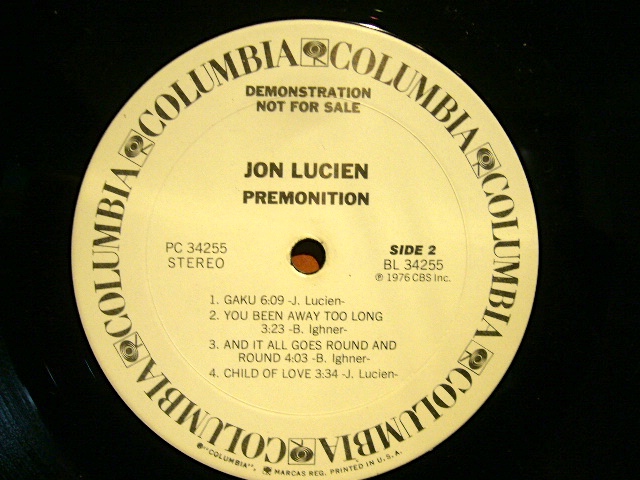 COLUMBIA COLUMBIA COLUMBIA COLUMBIA COLUMBIA COLUMBIA COLUMBIA
DEMONSTRATION
NOT FOR SALE
JON LUCIEN
PREMONITION
PC 34255
STEREO
SIDE 2
BL 34255
℗ 1976 CBS Inc.
1. GAKU 6:09 -J. Lucien-
2. YOU BEEN AWAY TOO LONG
3:23 -B. Ighner-
3. AND IT ALL GOES ROUND AND
ROUND 4:03 -B. Ighner-
4. CHILD OF LOVE 3:34 -J. Lucien-
® "COLUMBIA", MARCAS REG. PRINTED IN U.S.A.